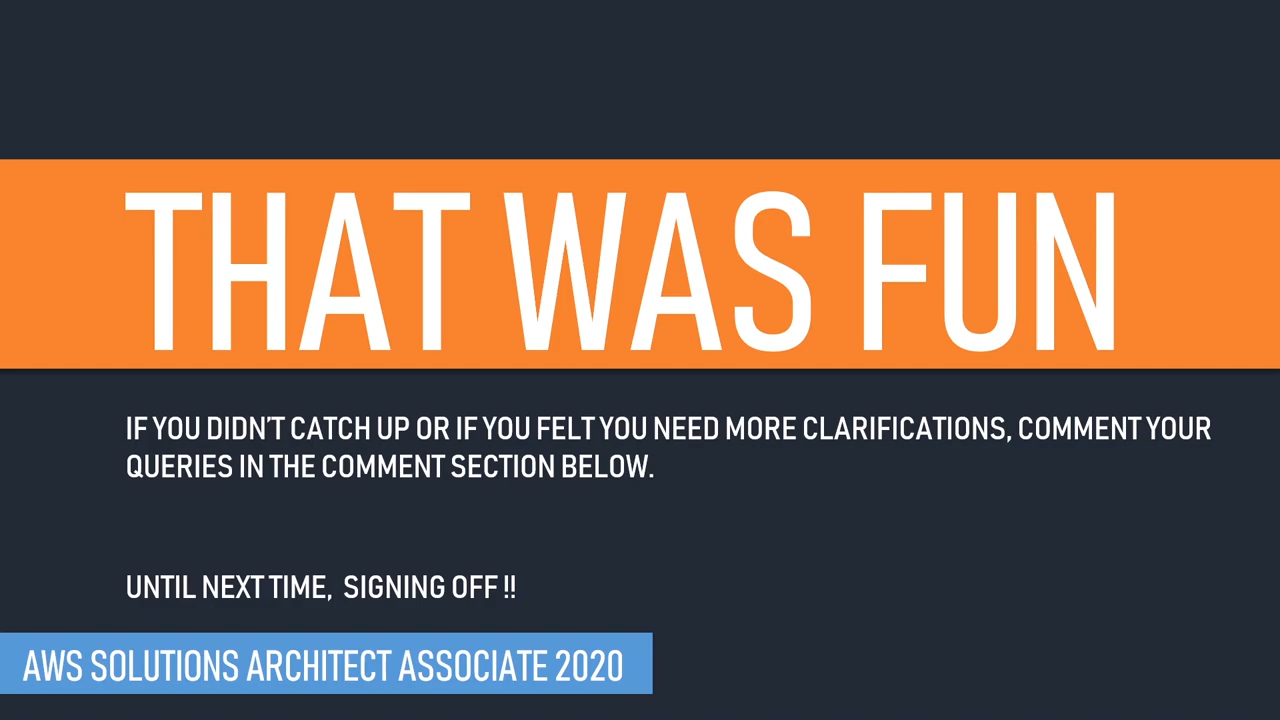 THAT WAS FUN
IF YOU DIDN'T CATCH UP OR IF YOU FELT YOU NEED MORE CLARIFICATIONS, COMMENT YOUR
QUERIES IN THE COMMENT SECTION BELOW.
UNTIL NEXT TIME, SIGNING OFF !!
AWS SOLUTIONS ARCHITECT ASSOCIATE 2020